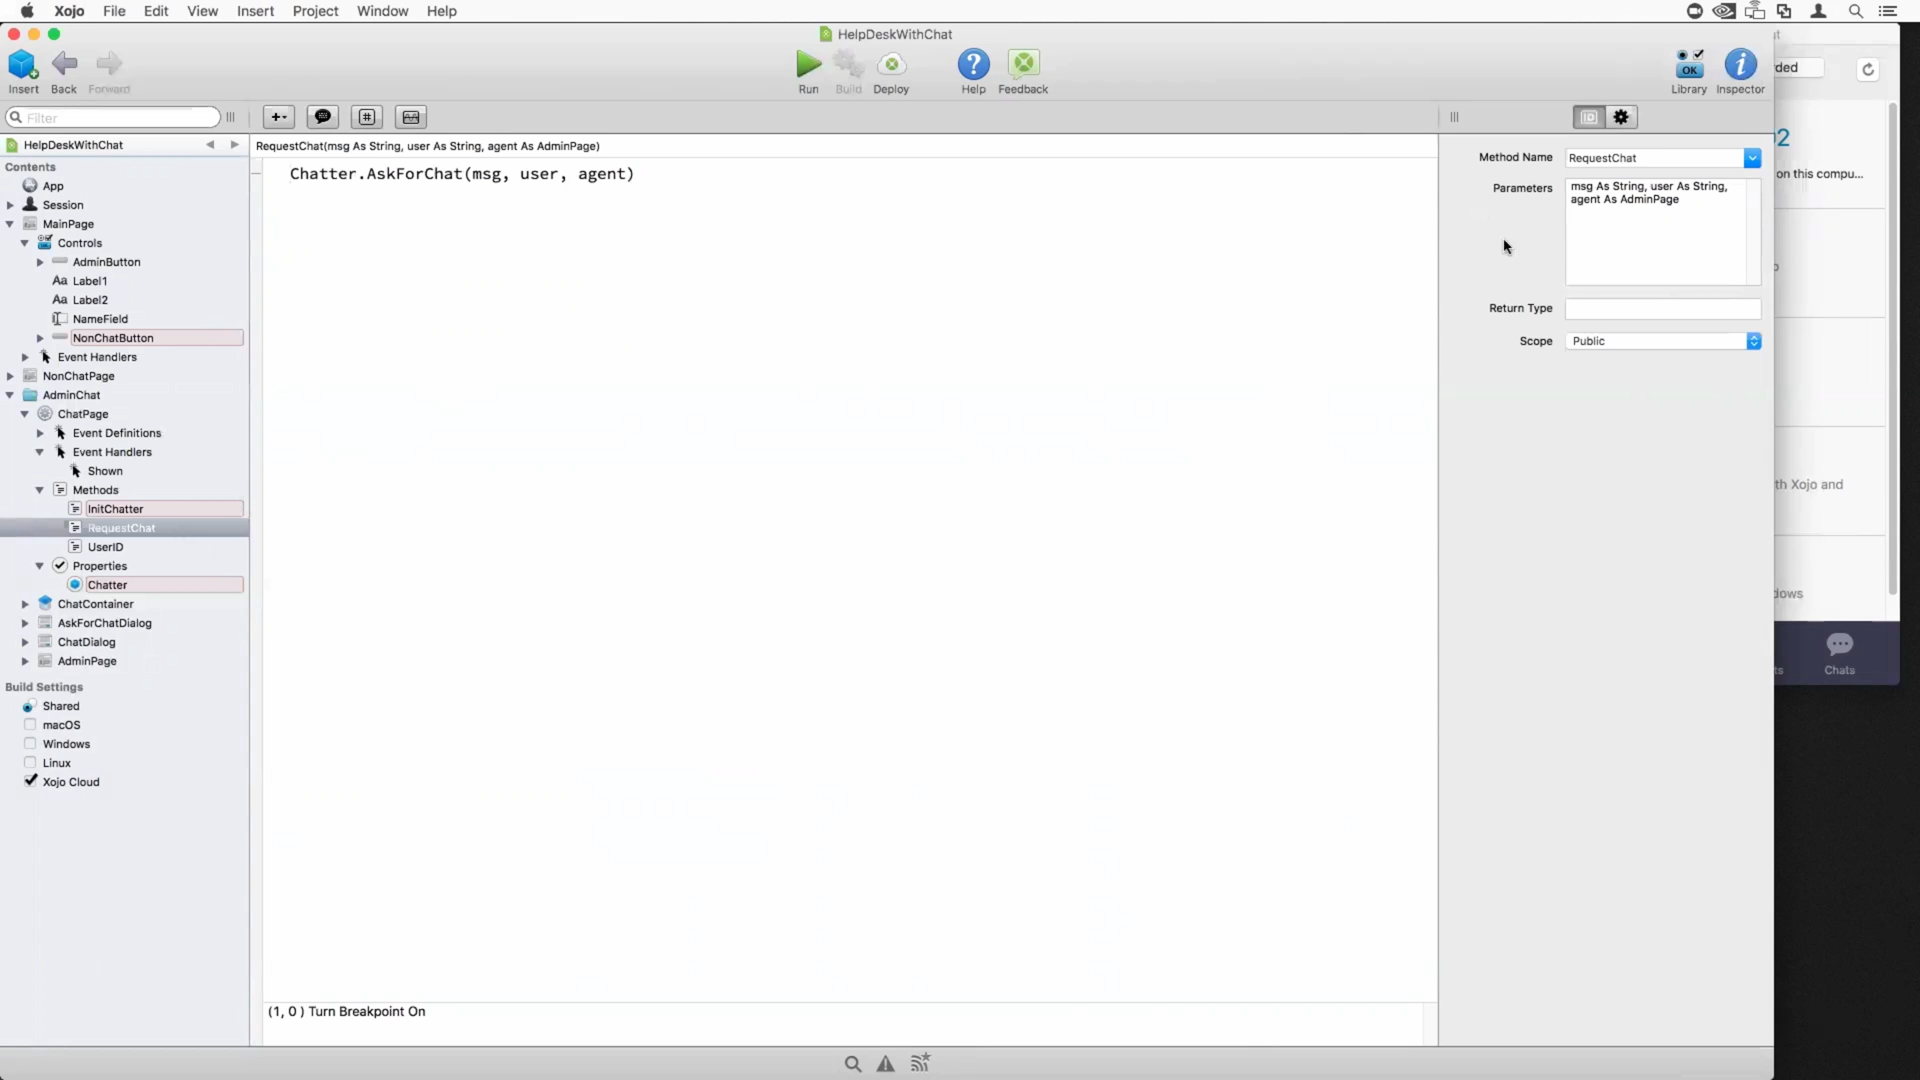 Xojo File Edit View Insert Project Window Help
HelpDeskWithChat
Insert Back Forward Run Build Deploy Help Feedback OK Library Inspector
ded
Filter
ID
HelpDeskWithChat
RequestChat(msg As String, user As String, agent As AdminPage)
Chatter.AskForChat(msg, user, agent)
Contents
App
Session
MainPage
Controls
AdminButton
Aa Label1
Aa Label2
NameField
NonChatButton
Event Handlers
NonChatPage
AdminChat
ChatPage
Event Definitions
Event Handlers
Shown
Methods
InitChatter
RequestChat
UserID
Properties
Chatter
ChatContainer
AskForChatDialog
ChatDialog
AdminPage
Build Settings
Shared
macOS
Windows
Linux
Xojo Cloud
(1, 0 ) Turn Breakpoint On
Method Name RequestChat
Parameters msg As String, user As String,
agent As AdminPage
Return Type
Scope Public
2
on this compu...
th Xojo and
dows
ts Chats